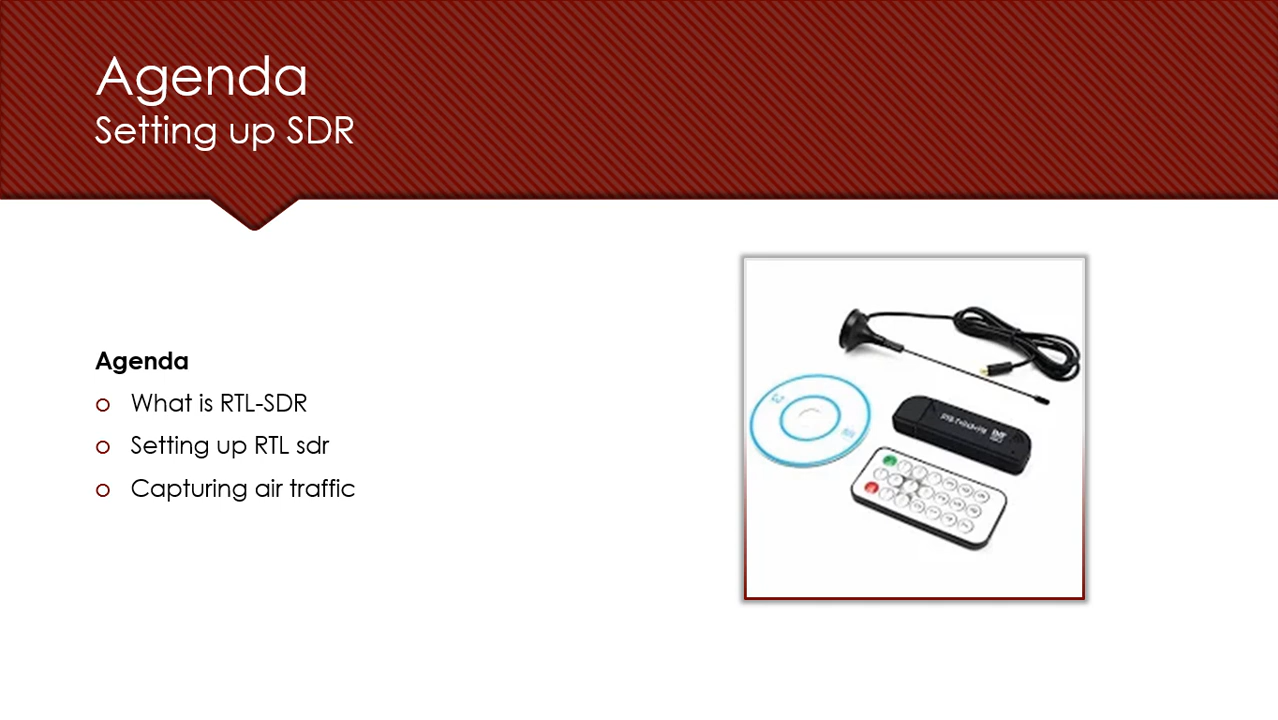 Agenda
Setting up SDR
Agenda
What is RTL-SDR
Setting up RTL sdr
Capturing air traffic